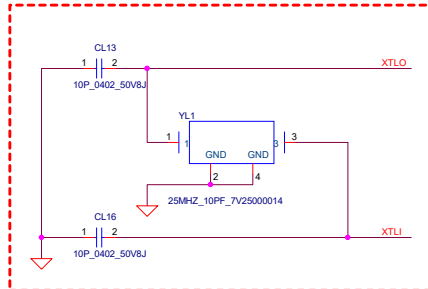 CL13
1 2
XTLO
10P_0402_50V8J
YL1
1 1 3 3
GND GND
2 4
25MHZ_10PF_7V25000014
CL16
1 2
XTLI
10P_0402_50V8J